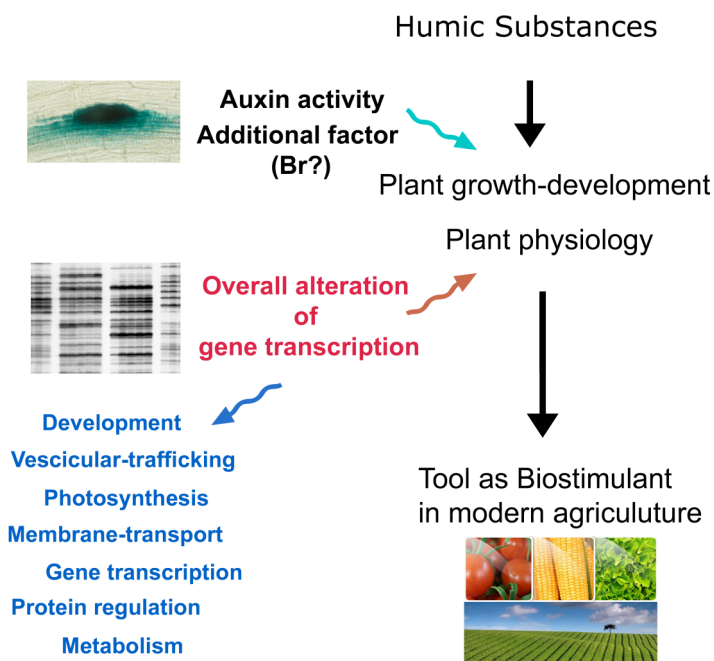 Humic Substances
Auxin activity
Additional factor
(Br?)
Plant growth-development
Plant physiology
Overall alteration
of
gene transcription
Development
Vescicular-trafficking
Photosynthesis
Membrane-transport
Gene transcription
Protein regulation
Metabolism
Tool as Biostimulant
in modern agriculuture